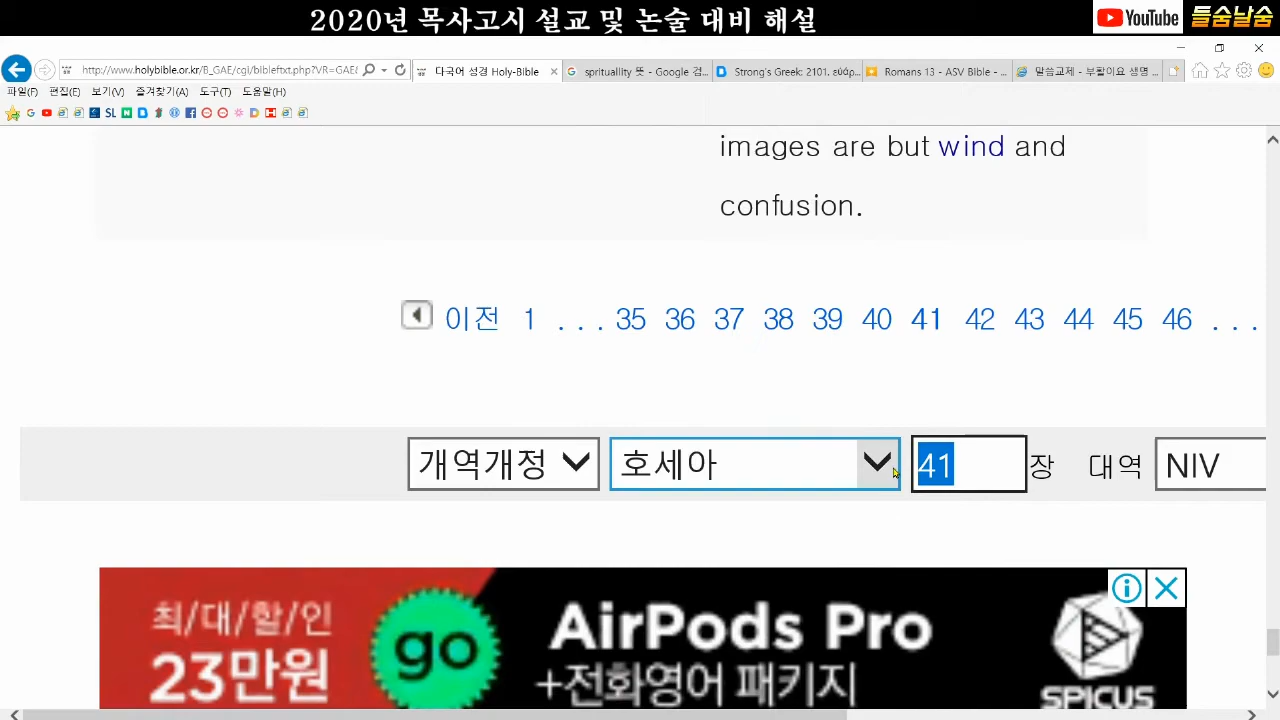 2020년 목사고시 설교 및 논술 대비 해설
YouTube 들숨날숨
http://www.holybible.or.kr/B_GAE/cgi/bibleftxt.php?VR=GAE
다국어 성경 Holy-Bible
sprituallity 뜻 - Google 검...
Strong's Greek: 2101.
Romans 13 - ASV Bible - ...
말씀교제 - 부활이요 생명 ...
파일(F) 편집(E) 보기(V) 즐겨찾기(A) 도구(T) 도움말(H)
images are but wind and
confusion.
이전 1 ... 35 36 37 38 39 40 41 42 43 44 45 46 ...
개역개정 호세아 41 장 대역 NIV
최/대/할/인
23만원
go
AirPods Pro
+전화영어 패키지
SPICUS